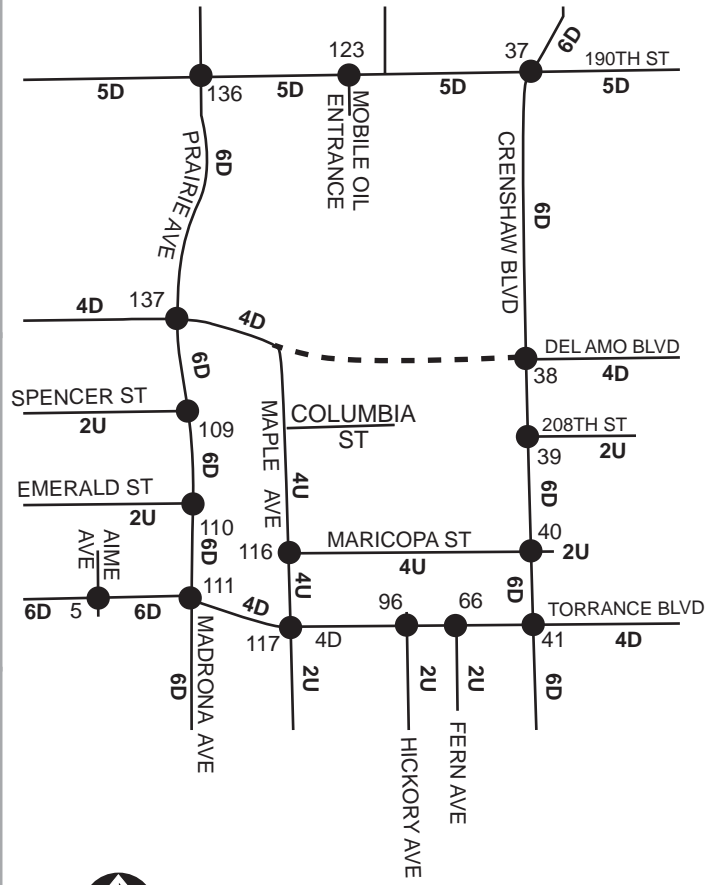 123
37
6D
190TH ST
5D
136
5D
5D
5D
MOBILE OIL
ENTRANCE
PRAIRIE AVE
6D
CRENSHAW BLVD
6D
4D
137
4D
DEL AMO BLVD
38
4D
6D
SPENCER ST
2U
109
MAPLE AVE
COLUMBIA
ST
208TH ST
39
2U
6D
4U
6D
EMERALD ST
2U
110
116
MARICOPA ST
4U
40
2U
AIME
AVE
6D
111
4U
6D
6D
5
6D
4D
96
66
TORRANCE BLVD
117
4D
41
4D
MADRONA AVE
6D
2U
2U
2U
6D
HICKORY AVE
FERN AVE